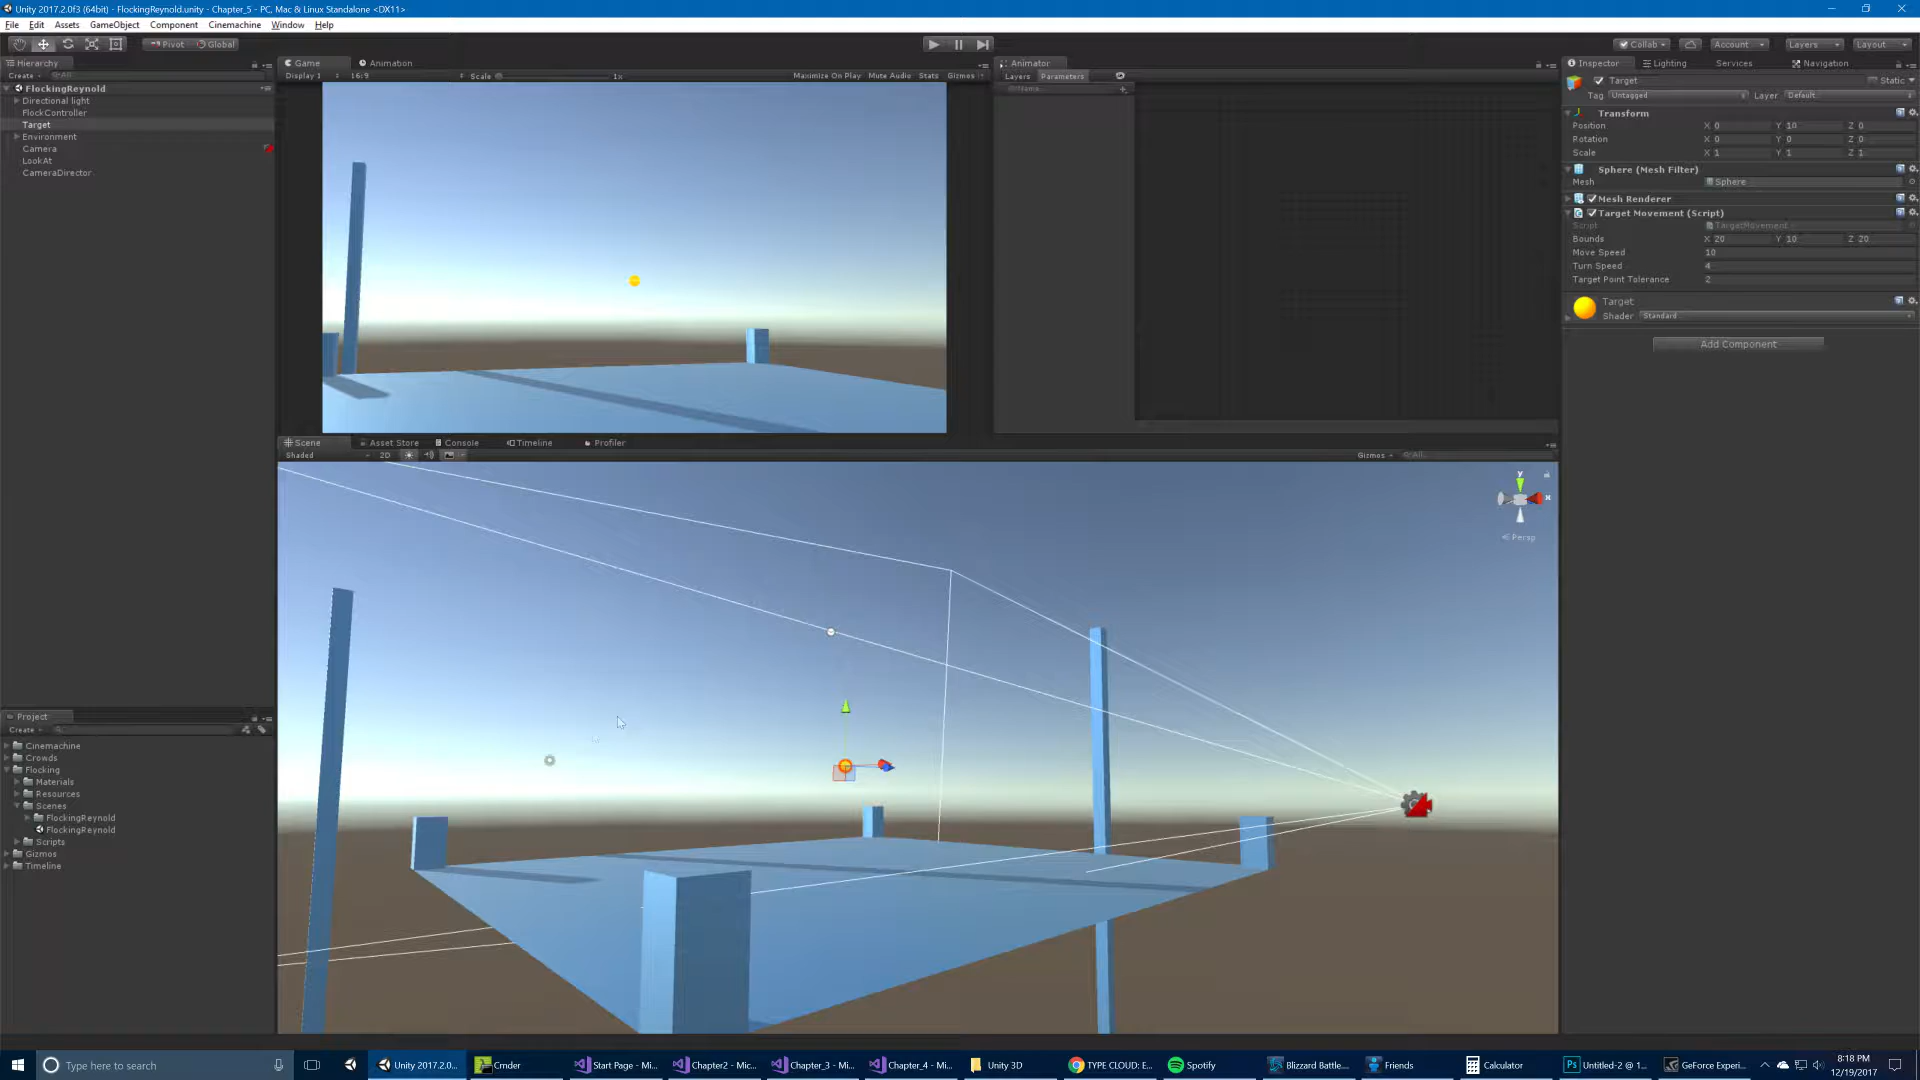 Unity 2017.2.0f3 (64bit) - FlockingReynold.unity - Chapter_5 - PC, Mac & Linux Standalone <DX11>
File Edit Assets GameObject Component Cinemachine Window Help
Pivot Global Collab Account Layers Layout
Hierarchy
Create All
FlockingReynold
Directional light
FlockController
Target
Environment
Camera
LookAt
CameraDirector
Game Animation
Display 1 16:9 Scale 1x Maximize On Play Mute Audio Stats Gizmos
Animator
Layers Parameters
Name
Inspector Lighting Services Navigation
Target Static
Tag Untagged Layer Default
Transform
Position X 0 Y 10 Z 0
Rotation X 0 Y 0 Z 0
Scale X 1 Y 1 Z 1
Sphere (Mesh Filter)
Mesh Sphere
Mesh Renderer
Target Movement (Script)
Script TargetMovement
Bounds X 20 Y 10 Z 20
Move Speed 10
Turn Speed 4
Target Point Tolerance 2
Target
Shader Standard
Add Component
Scene Asset Store Console Timeline Profiler
Shaded 2D Gizmos All
y
x
Persp
Project
Create
Cinemachine
Crowds
Flocking
Materials
Resources
Scenes
FlockingReynold
FlockingReynold
Scripts
Gizmos
Timeline
Type here to search
Unity 2017.2.0...
Cmder
Start Page - Mi...
Chapter2 - Mic...
Chapter_3 - Mi...
Chapter_4 - Mi...
Unity 3D
TYPE CLOUD: E...
Spotify
Blizzard Battle....
Friends
Calculator
Untitled-2 @ 1...
GeForce Experi...
8:18 PM
12/19/2017